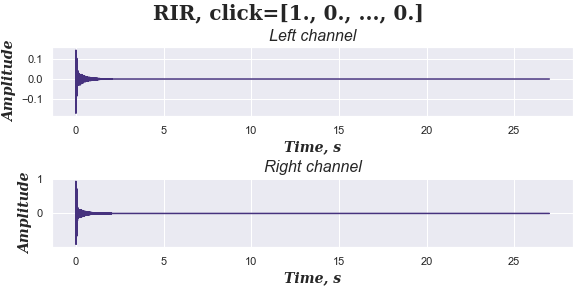 RIR, click=[1., 0., ..., 0.]
Left channel
Amplitude
0.1
0.0
−0.1
0 5 10 15 20 25
Time, s
Right channel
Amplitude
1
0
0 5 10 15 20 25
Time, s